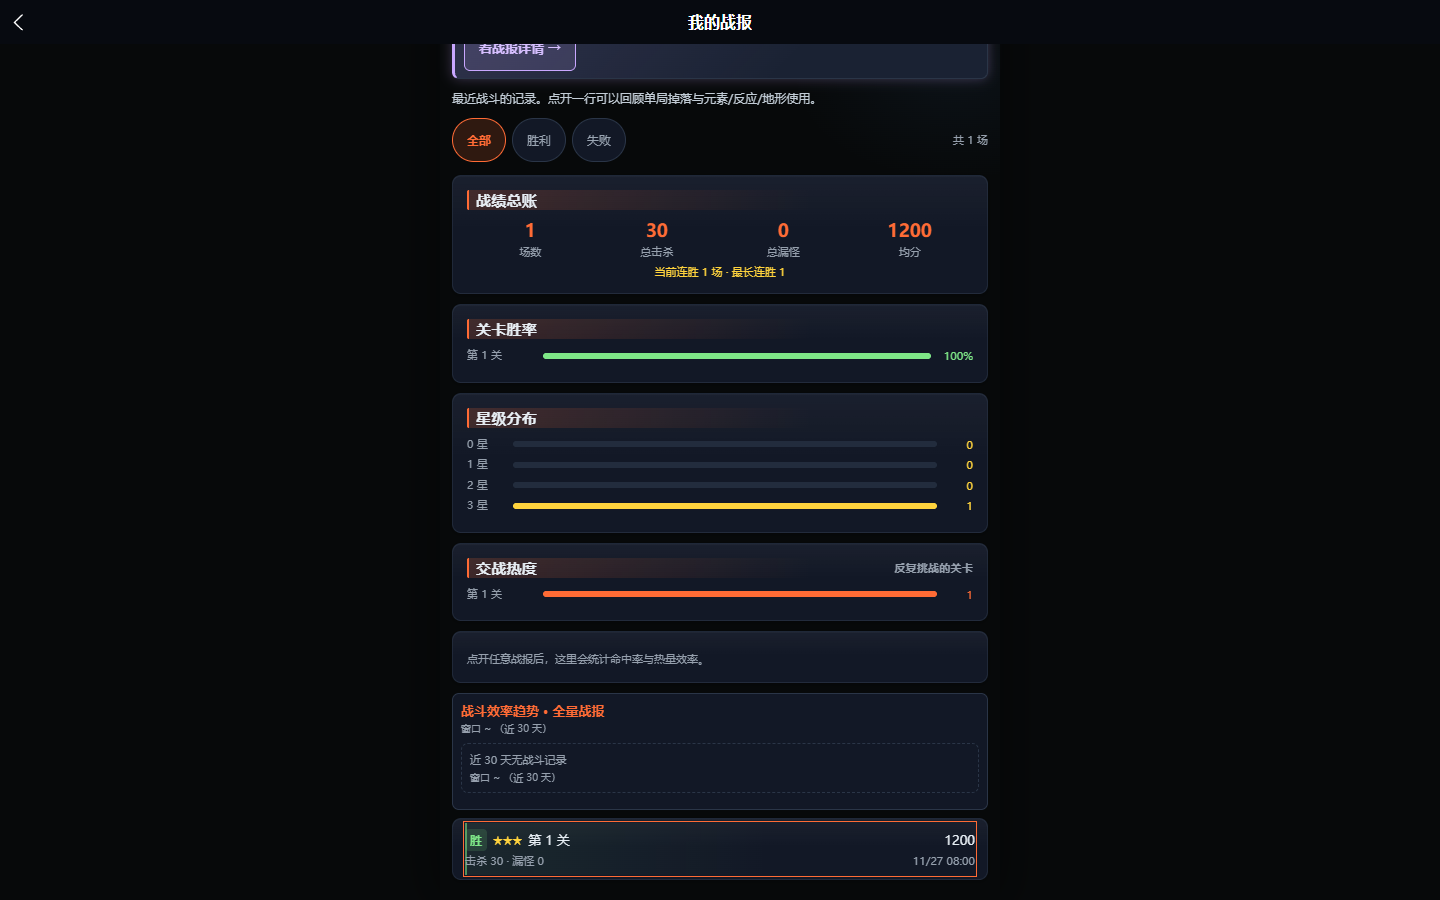 我的战报
看战报详情 →
最近战斗的记录。点开一行可以回顾单局掉落与元素/反应/地形使用。
全部 胜利 失败 共 1 场
战绩总账
1 30 0 1200
场数 总击杀 总漏怪 均分
当前连胜 1 场 · 最长连胜 1
关卡胜率
第 1 关 100%
星级分布
0 星 0
1 星 0
2 星 0
3 星 1
交战热度 反复挑战的关卡
第 1 关 1
点开任意战报后，这里会统计命中率与热量效率。
战斗效率趋势 • 全量战报
窗口 ~ （近 30 天）
近 30 天无战斗记录
窗口 ~ （近 30 天）
胜 ★★★ 第 1 关 1200
击杀 30 · 漏怪 0 11/27 08:00